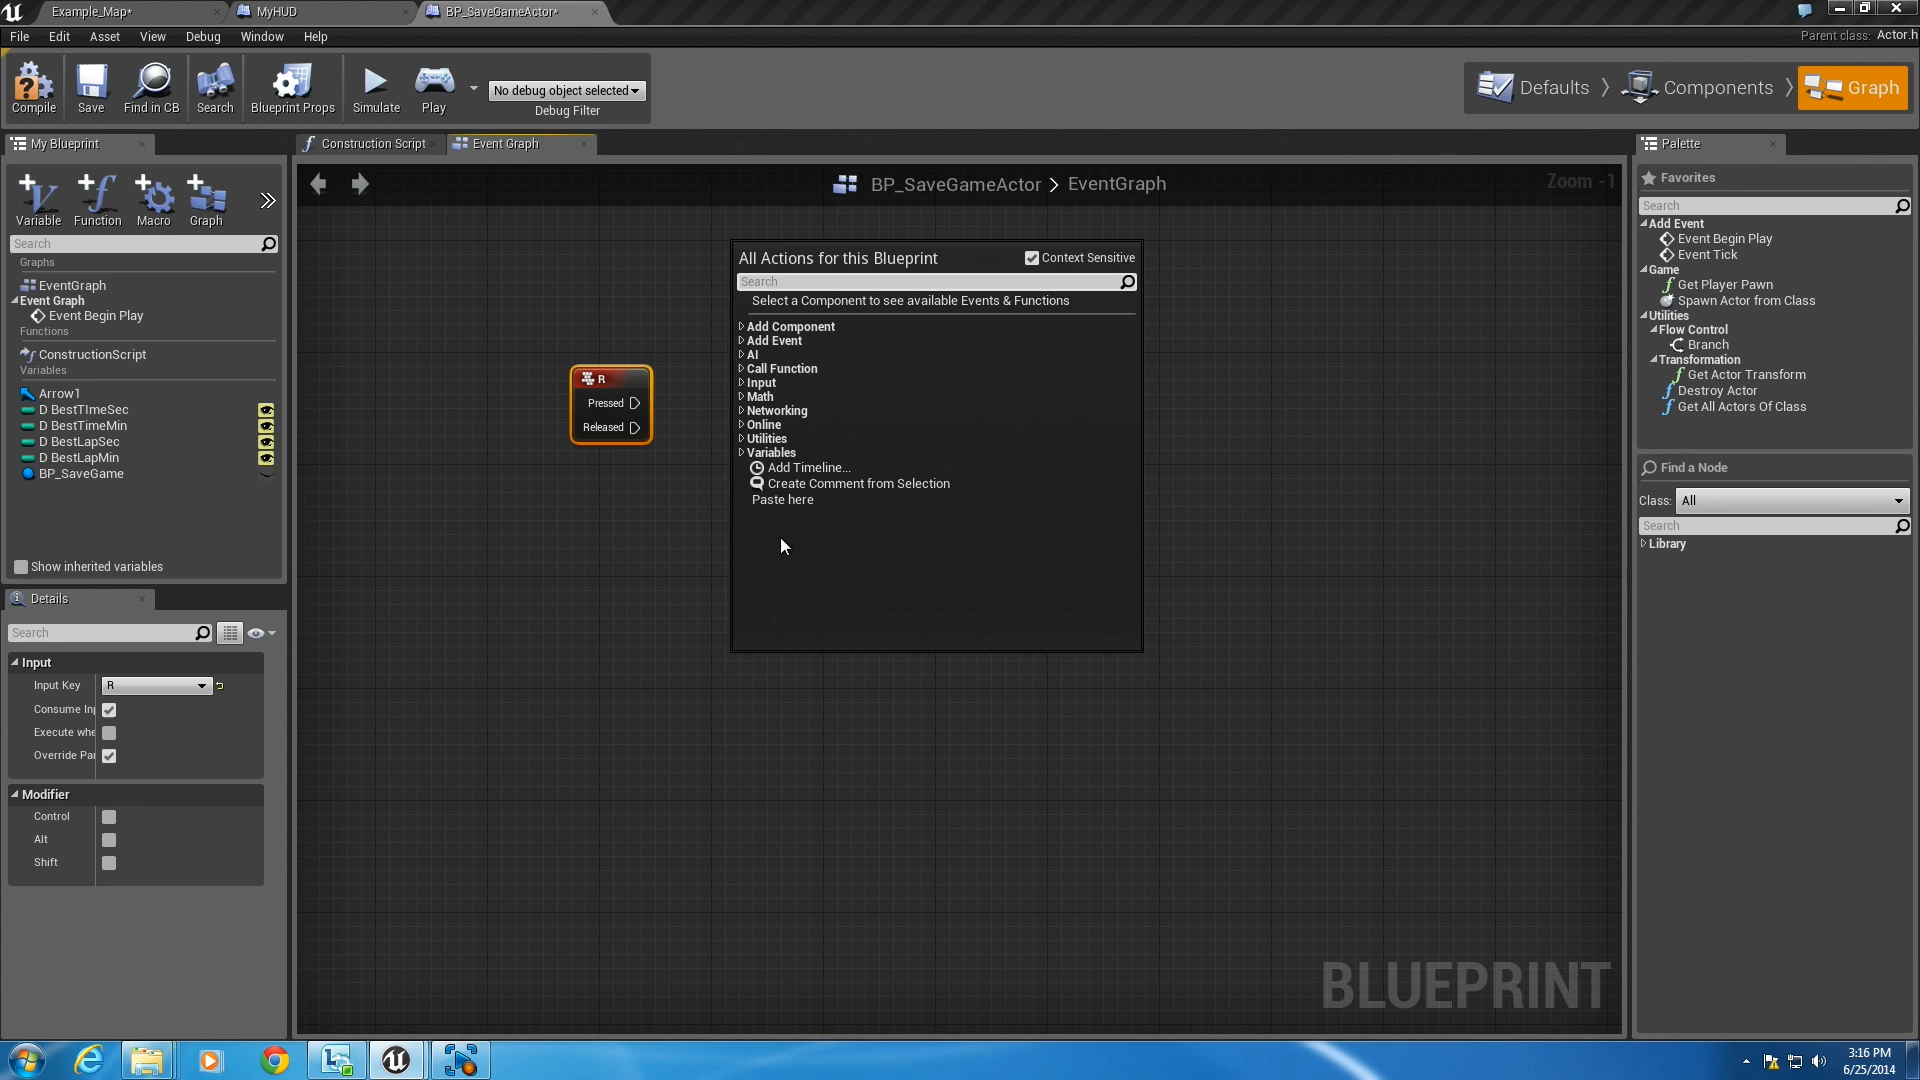 Example_Map*
MyHUD
BP_SaveGameActor*
File
Edit
Asset
View
Debug
Window
Help
Parent class: Actor.h
Compile
Save
Find in CB
Search
Blueprint Props
Simulate
Play
No debug object selected
Debug Filter
Defaults
Components
Graph
My Blueprint
Construction Script
Event Graph
Palette
Variable
Function
Macro
Graph
Search
Graphs
EventGraph
Event Graph
Event Begin Play
Functions
ConstructionScript
Variables
Arrow1
D BestTImeSec
D BestTimeMin
D BestLapSec
D BestLapMin
BP_SaveGame
Show inherited variables
Details
Search
Input
Input Key
R
Consume Inp
Execute whe
Override Par
Modifier
Control
Alt
Shift
BP_SaveGameActor > EventGraph
Zoom -1
R
Pressed
Released
All Actions for this Blueprint
Context Sensitive
Search
Select a Component to see available Events & Functions
Add Component
Add Event
AI
Call Function
Input
Math
Networking
Online
Utilities
Variables
Add Timeline...
Create Comment from Selection
Paste here
BLUEPRINT
Favorites
Search
Add Event
Event Begin Play
Event Tick
Game
Get Player Pawn
Spawn Actor from Class
Utilities
Flow Control
Branch
Transformation
Get Actor Transform
Destroy Actor
Get All Actors Of Class
Find a Node
Class: All
Search
Library
3:16 PM
6/25/2014